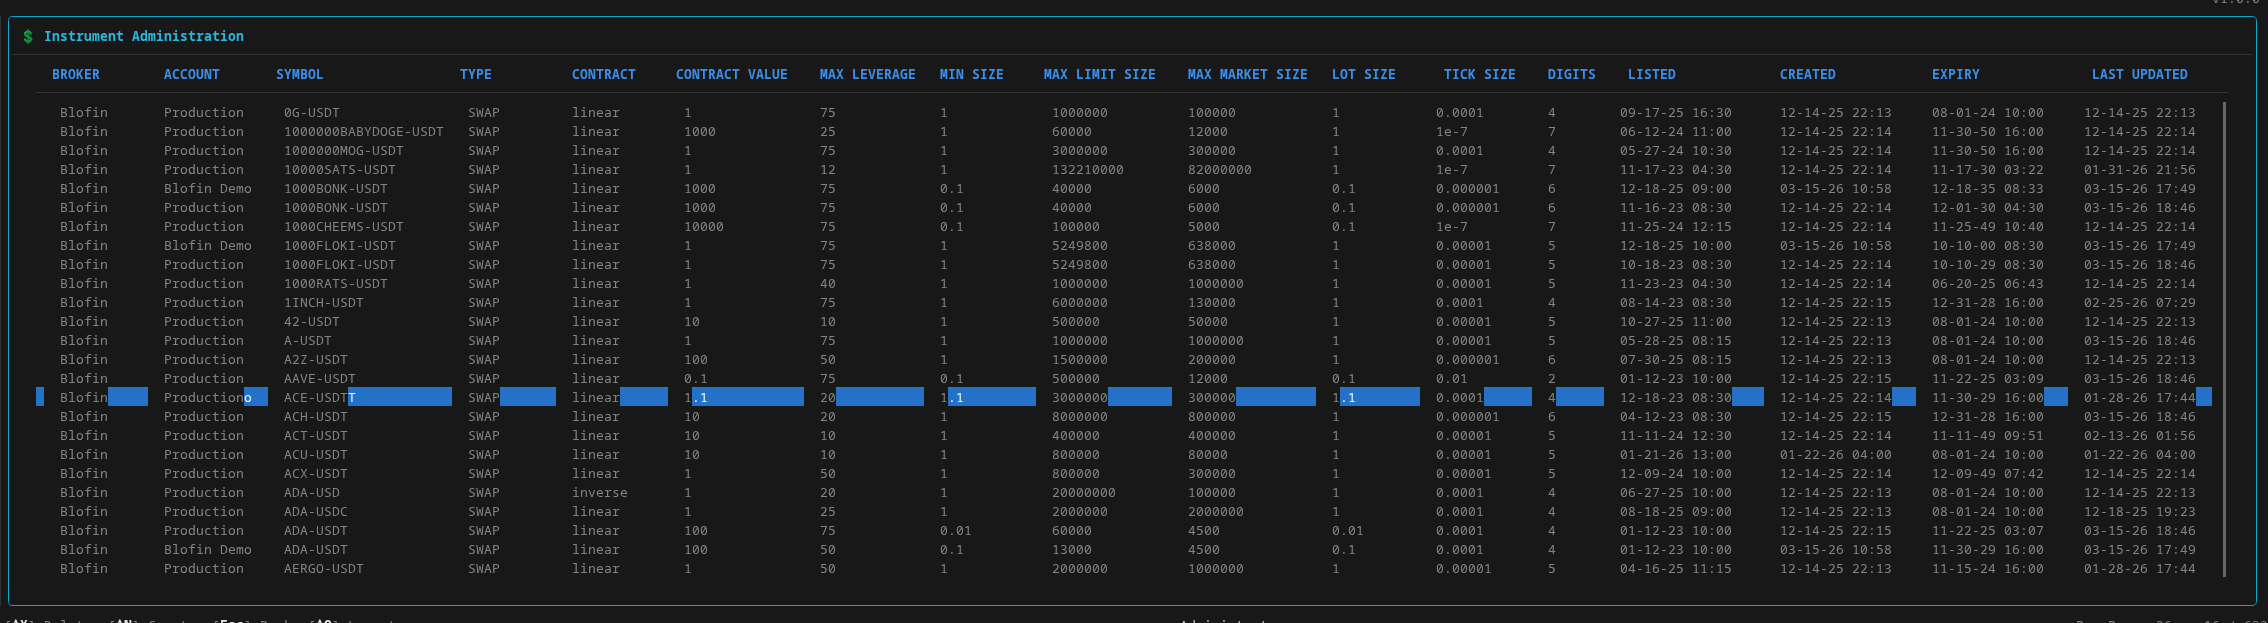 💲 Instrument Administration
BROKER ACCOUNT SYMBOL TYPE CONTRACT CONTRACT VALUE MAX LEVERAGE MIN SIZE MAX LIMIT SIZE MAX MARKET SIZE LOT SIZE TICK SIZE DIGITS LISTED CREATED EXPIRY LAST UPDATED
Blofin Production 0G-USDT SWAP linear 1 75 1 1000000 100000 1 0.0001 4 09-17-25 16:30 12-14-25 22:13 08-01-24 10:00 12-14-25 22:13
Blofin Production 1000000BABYDOGE-USDT SWAP linear 1000 25 1 60000 12000 1 1e-7 7 06-12-24 11:00 12-14-25 22:14 11-30-50 16:00 12-14-25 22:14
Blofin Production 1000000MOG-USDT SWAP linear 1 75 1 3000000 300000 1 0.0001 4 05-27-24 10:30 12-14-25 22:14 11-30-50 16:00 12-14-25 22:14
Blofin Production 10000SATS-USDT SWAP linear 1 12 1 132210000 82000000 1 1e-7 7 11-17-23 04:30 12-14-25 22:14 11-17-30 03:22 01-31-26 21:56
Blofin Blofin Demo 1000BONK-USDT SWAP linear 1000 75 0.1 40000 6000 0.1 0.000001 6 12-18-25 09:00 03-15-26 10:58 12-18-35 08:33 03-15-26 17:49
Blofin Production 1000BONK-USDT SWAP linear 1000 75 0.1 40000 6000 0.1 0.000001 6 11-16-23 08:30 12-14-25 22:14 12-01-30 04:30 03-15-26 18:46
Blofin Production 1000CHEEMS-USDT SWAP linear 10000 75 0.1 100000 5000 0.1 1e-7 7 11-25-24 12:15 12-14-25 22:14 11-25-49 10:40 12-14-25 22:14
Blofin Blofin Demo 1000FLOKI-USDT SWAP linear 1 75 1 5249800 638000 1 0.00001 5 12-18-25 10:00 03-15-26 10:58 10-10-00 08:30 03-15-26 17:49
Blofin Production 1000FLOKI-USDT SWAP linear 1 75 1 5249800 638000 1 0.00001 5 10-18-23 08:30 12-14-25 22:14 10-10-29 08:30 03-15-26 18:46
Blofin Production 1000RATS-USDT SWAP linear 1 40 1 1000000 1000000 1 0.00001 5 11-23-23 04:30 12-14-25 22:14 06-20-25 06:43 12-14-25 22:14
Blofin Production 1INCH-USDT SWAP linear 1 75 1 6000000 130000 1 0.0001 4 08-14-23 08:30 12-14-25 22:15 12-31-28 16:00 02-25-26 07:29
Blofin Production 42-USDT SWAP linear 10 10 1 500000 50000 1 0.00001 5 10-27-25 11:00 12-14-25 22:13 08-01-24 10:00 12-14-25 22:13
Blofin Production A-USDT SWAP linear 1 75 1 1000000 1000000 1 0.00001 5 05-28-25 08:15 12-14-25 22:13 08-01-24 10:00 03-15-26 18:46
Blofin Production A2Z-USDT SWAP linear 100 50 1 1500000 200000 1 0.000001 6 07-30-25 08:15 12-14-25 22:13 08-01-24 10:00 12-14-25 22:13
Blofin Production AAVE-USDT SWAP linear 0.1 75 0.1 500000 12000 0.1 0.01 2 01-12-23 10:00 12-14-25 22:15 11-22-25 03:09 03-15-26 18:46
Blofin Productiono ACE-USDTT SWAP linear 1.1 20 1.1 3000000 300000 1.1 0.0001 4 12-18-23 08:30 12-14-25 22:14 11-30-29 16:00 01-28-26 17:44
Blofin Production ACH-USDT SWAP linear 10 20 1 8000000 800000 1 0.000001 6 04-12-23 08:30 12-14-25 22:15 12-31-28 16:00 03-15-26 18:46
Blofin Production ACT-USDT SWAP linear 10 10 1 400000 400000 1 0.00001 5 11-11-24 12:30 12-14-25 22:14 11-11-49 09:51 02-13-26 01:56
Blofin Production ACU-USDT SWAP linear 10 10 1 800000 80000 1 0.00001 5 01-21-26 13:00 01-22-26 04:00 08-01-24 10:00 01-22-26 04:00
Blofin Production ACX-USDT SWAP linear 1 50 1 800000 300000 1 0.00001 5 12-09-24 10:00 12-14-25 22:14 12-09-49 07:42 12-14-25 22:14
Blofin Production ADA-USD SWAP inverse 1 20 1 20000000 100000 1 0.0001 4 06-27-25 10:00 12-14-25 22:13 08-01-24 10:00 12-14-25 22:13
Blofin Production ADA-USDC SWAP linear 1 25 1 2000000 2000000 1 0.0001 4 08-18-25 09:00 12-14-25 22:13 08-01-24 10:00 12-18-25 19:23
Blofin Production ADA-USDT SWAP linear 100 75 0.01 60000 4500 0.01 0.0001 4 01-12-23 10:00 12-14-25 22:15 11-22-25 03:07 03-15-26 18:46
Blofin Blofin Demo ADA-USDT SWAP linear 100 50 0.1 13000 4500 0.1 0.0001 4 01-12-23 10:00 03-15-26 10:58 11-30-29 16:00 03-15-26 17:49
Blofin Production AERGO-USDT SWAP linear 1 50 1 2000000 1000000 1 0.00001 5 04-16-25 11:15 12-14-25 22:13 11-15-24 16:00 01-28-26 17:44